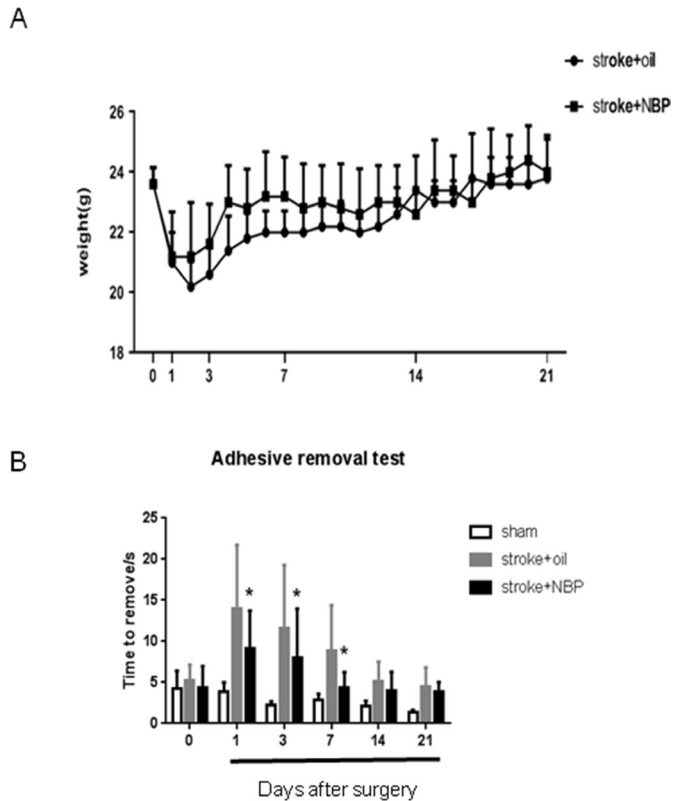 A
stroke+oil
stroke+NBP
weight(g)
26
24
22
20
18
0 1 3 7 14 21
B
Adhesive removal test
Time to remove/s
25
20
15
10
5
0
* * *
sham
stroke+oil
stroke+NBP
0 1 3 7 14 21
Days after surgery